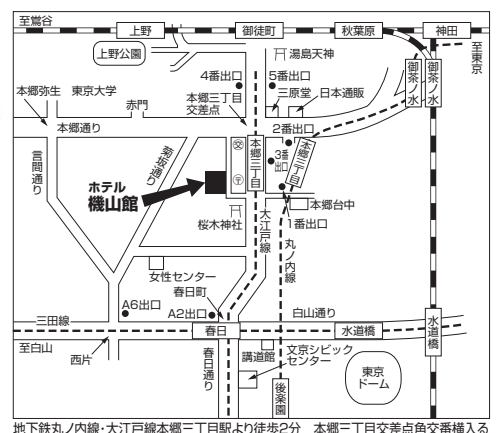 至鶯谷
上野
御徒町
秋葉原
神田
至東京
上野公園
湯島天神
御茶ノ水
御茶ノ水
4番出口
5番出口
三原堂
日本通販
本郷弥生
東京大学
赤門
本郷三丁目
交差点
本郷通り
2番出口
言問通り
菊坂通り
交
〒
本郷三丁目
3番
出口
本郷三丁目
ホテル
機山館
本郷台中
1番出口
桜木神社
大江戸線
丸ノ内線
女性センター
春日町
A6出口
A2出口
白山通り
三田線
春日
水道橋
水道橋
至白山
西片
春日通り
講道館
文京シビック
センター
後楽園
東京
ドーム
地下鉄丸ノ内線・大江戸線本郷三丁目駅より徒歩2分　本郷三丁目交差点角交番横入る